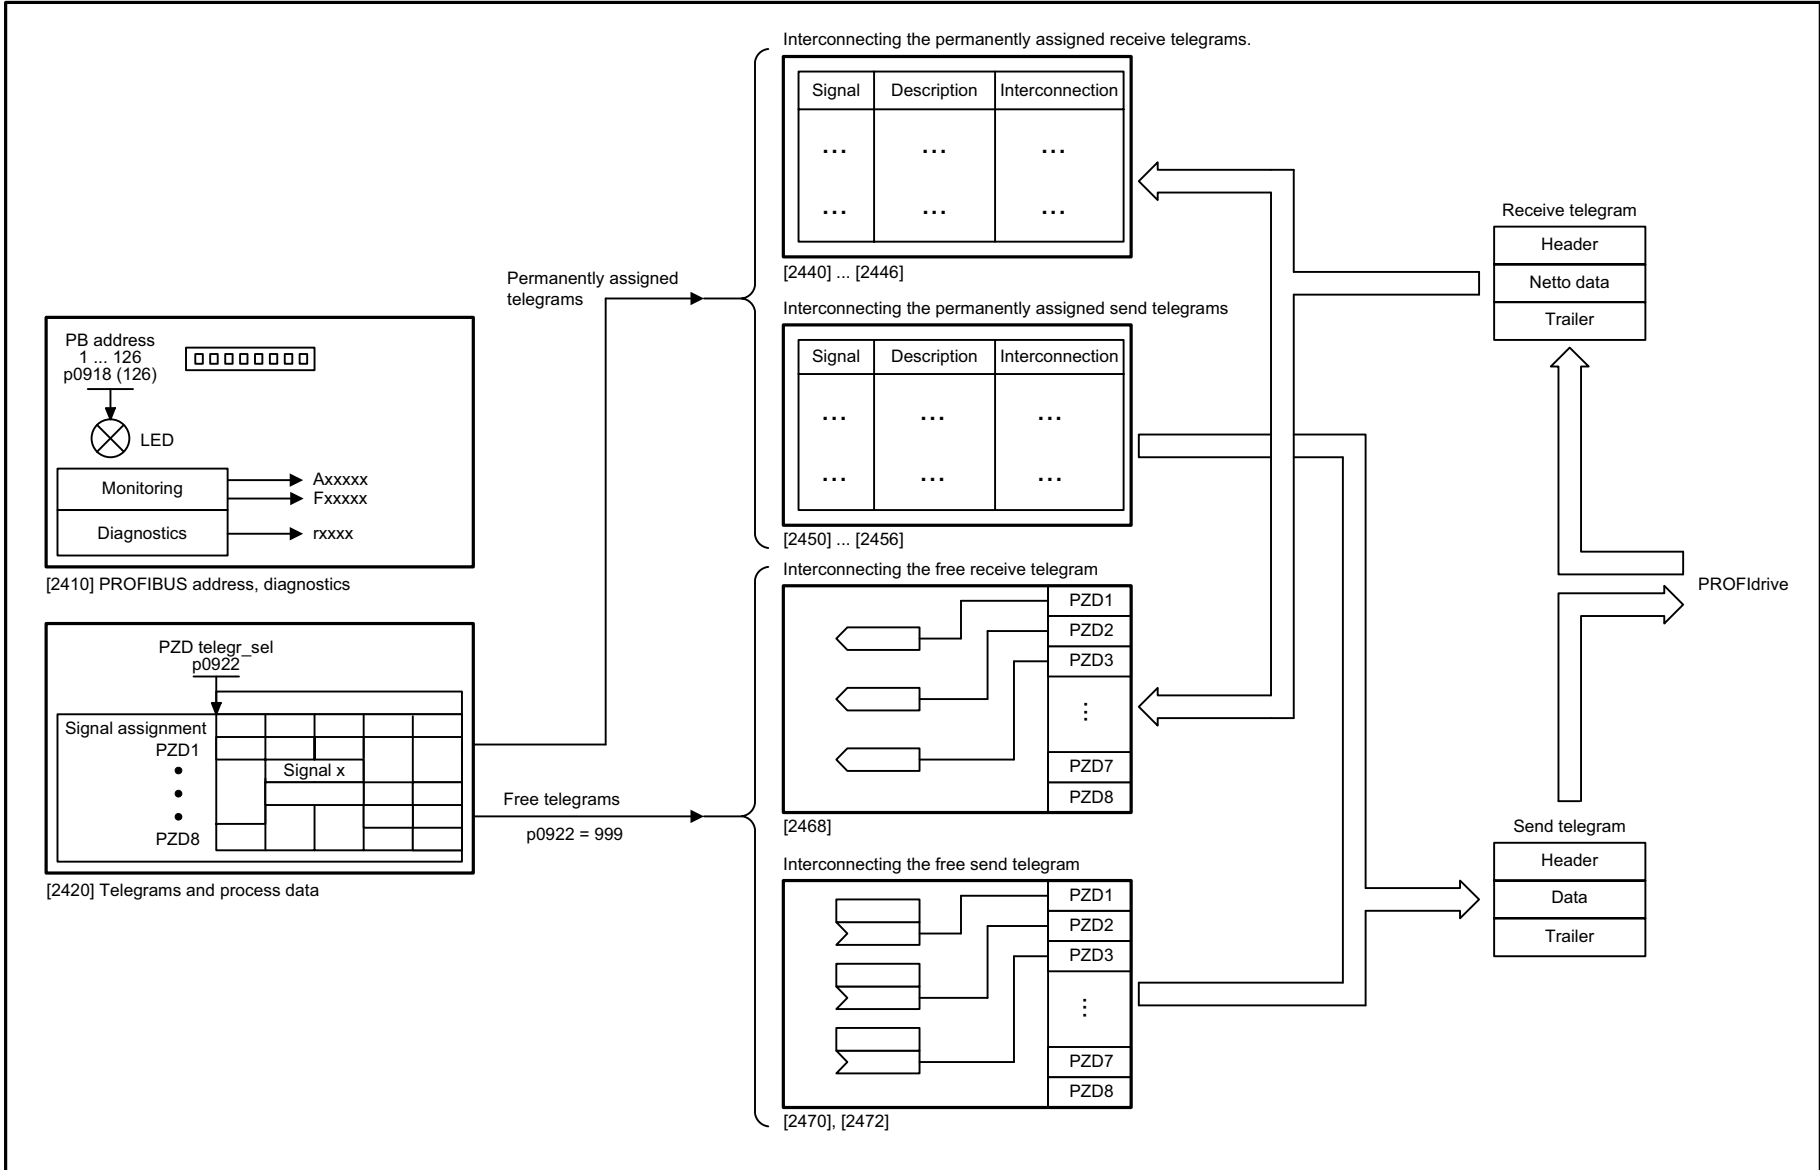 Interconnecting the permanently assigned receive telegrams.
Signal Description Interconnection
... ... ...
... ... ...
[2440] ... [2446]
Permanently assigned
telegrams
Interconnecting the permanently assigned send telegrams
Signal Description Interconnection
... ... ...
... ... ...
[2450] ... [2456]
PB address
1 ... 126
p0918 (126)
LED
Monitoring
Axxxxx
Fxxxxx
Diagnostics
rxxxx
[2410] PROFIBUS address, diagnostics
PZD telegr_sel
p0922
Signal assignment
PZD1
Signal x
PZD8
[2420] Telegrams and process data
Free telegrams
p0922 = 999
Interconnecting the free receive telegram
PZD1
PZD2
PZD3
...
PZD7
PZD8
[2468]
Interconnecting the free send telegram
PZD1
PZD2
PZD3
...
PZD7
PZD8
[2470], [2472]
Receive telegram
Header
Netto data
Trailer
PROFIdrive
Send telegram
Header
Data
Trailer